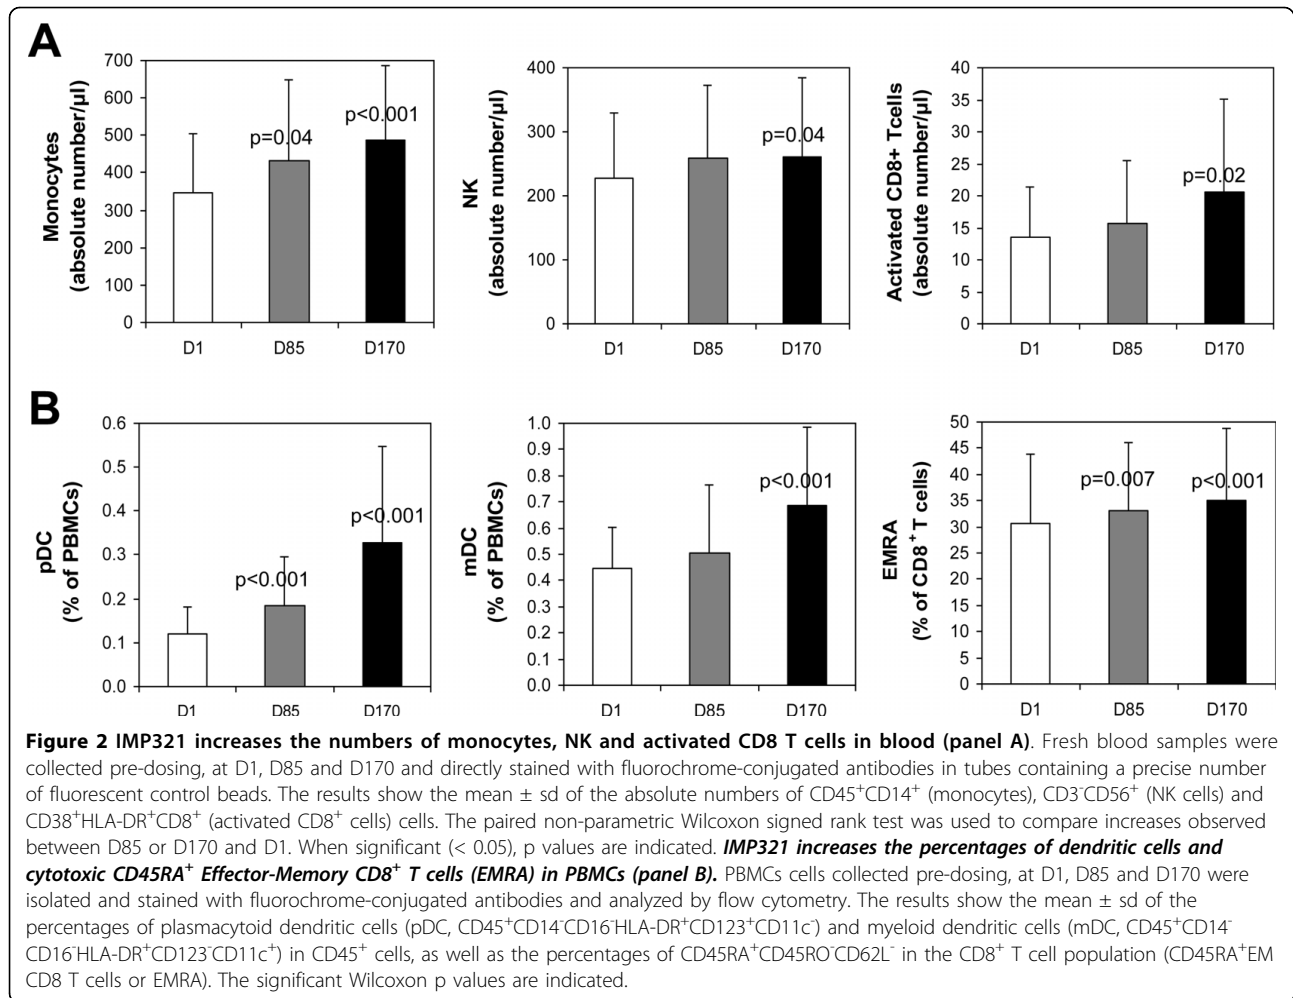 A
Monocytes
(absolute number/µl)
700
600
500
400
300
200
100
0
p=0.04
p<0.001
D1 D85 D170
NK
(absolute number/µl)
400
300
200
100
0
p=0.04
D1 D85 D170
Activated CD8+ Tcells
(absolute number/µl)
40
35
30
25
20
15
10
5
0
p=0.02
D1 D85 D170
B
pDC
(% of PBMCs)
0.6
0.5
0.4
0.3
0.2
0.1
0.0
p<0.001
p<0.001
D1 D85 D170
mDC
(% of PBMCs)
1.0
0.9
0.8
0.7
0.6
0.5
0.4
0.3
0.2
0.1
0.0
p<0.001
D1 D85 D170
EMRA
(% of CD8⁺ T cells)
50
45
40
35
30
25
20
15
10
5
0
p=0.007
p<0.001
D1 D85 D170
Figure 2 IMP321 increases the numbers of monocytes, NK and activated CD8 T cells in blood (panel A). Fresh blood samples were
collected pre-dosing, at D1, D85 and D170 and directly stained with fluorochrome-conjugated antibodies in tubes containing a precise number
of fluorescent control beads. The results show the mean ± sd of the absolute numbers of CD45⁺CD14⁺ (monocytes), CD3⁻CD56⁺ (NK cells) and
CD38⁺HLA-DR⁺CD8⁺ (activated CD8⁺ cells) cells. The paired non-parametric Wilcoxon signed rank test was used to compare increases observed
between D85 or D170 and D1. When significant (< 0.05), p values are indicated. IMP321 increases the percentages of dendritic cells and
cytotoxic CD45RA⁺ Effector-Memory CD8⁺ T cells (EMRA) in PBMCs (panel B). PBMCs cells collected pre-dosing, at D1, D85 and D170 were
isolated and stained with fluorochrome-conjugated antibodies and analyzed by flow cytometry. The results show the mean ± sd of the
percentages of plasmacytoid dendritic cells (pDC, CD45⁺CD14⁻CD16⁻HLA-DR⁺CD123⁺CD11c⁻) and myeloid dendritic cells (mDC, CD45⁺CD14⁻
CD16⁻HLA-DR⁺CD123⁻CD11c⁺) in CD45⁺ cells, as well as the percentages of CD45RA⁺CD45RO⁻CD62L⁻ in the CD8⁺ T cell population (CD45RA⁺EM
CD8 T cells or EMRA). The significant Wilcoxon p values are indicated.